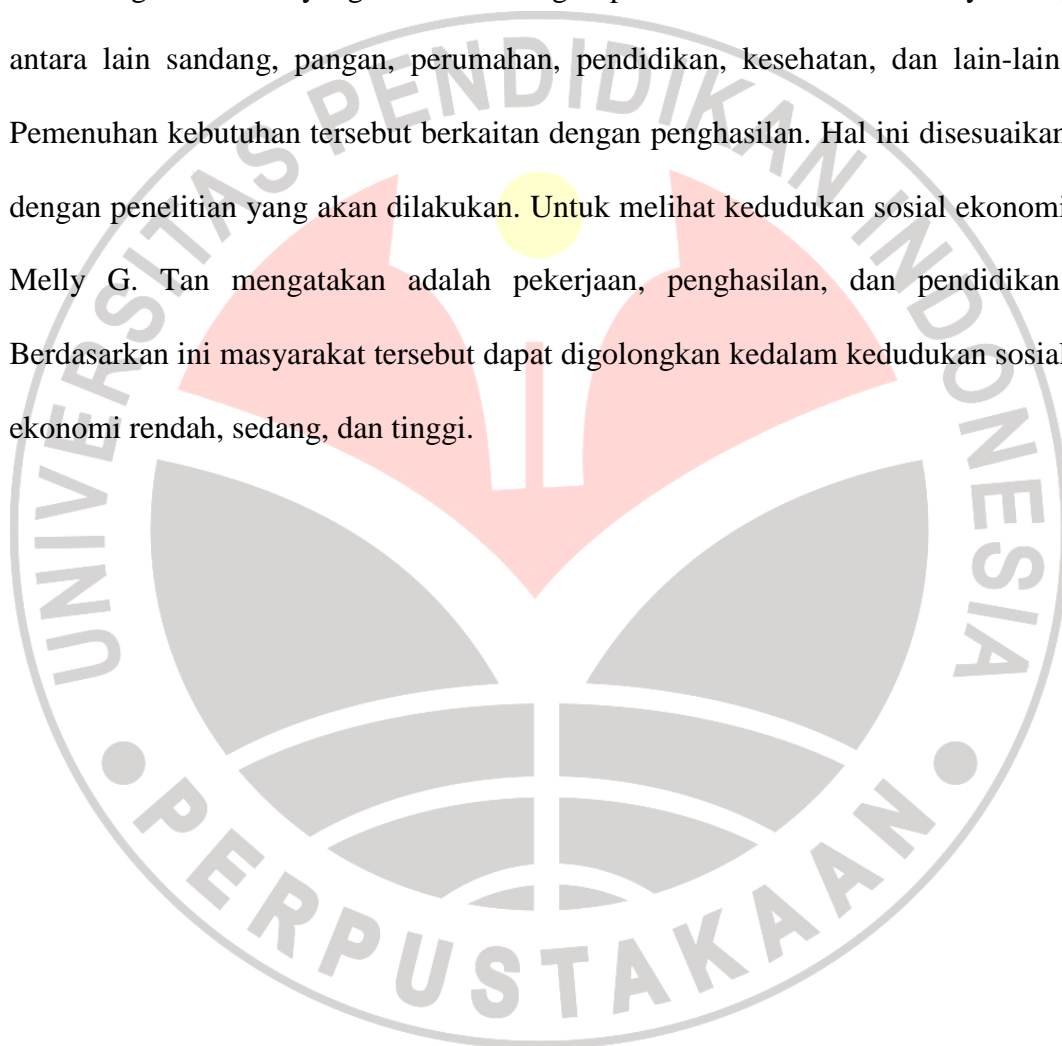 antara lain sandang, pangan, perumahan, pendidikan, kesehatan, dan lain-lain
Pemenuhan kebutuhan tersebut berkaitan dengan penghasilan. Hal ini disesuaikan
dengan penelitian yang akan dilakukan. Untuk melihat kedudukan sosial ekonomi
Melly G. Tan mengatakan adalah pekerjaan, penghasilan, dan pendidikan
Berdasarkan ini masyarakat tersebut dapat digolongkan kedalam kedudukan sosial
ekonomi rendah, sedang, dan tinggi.
UNIVERSITAS PENDIDIKAN INDONESIA
PERPUSTAKAAN